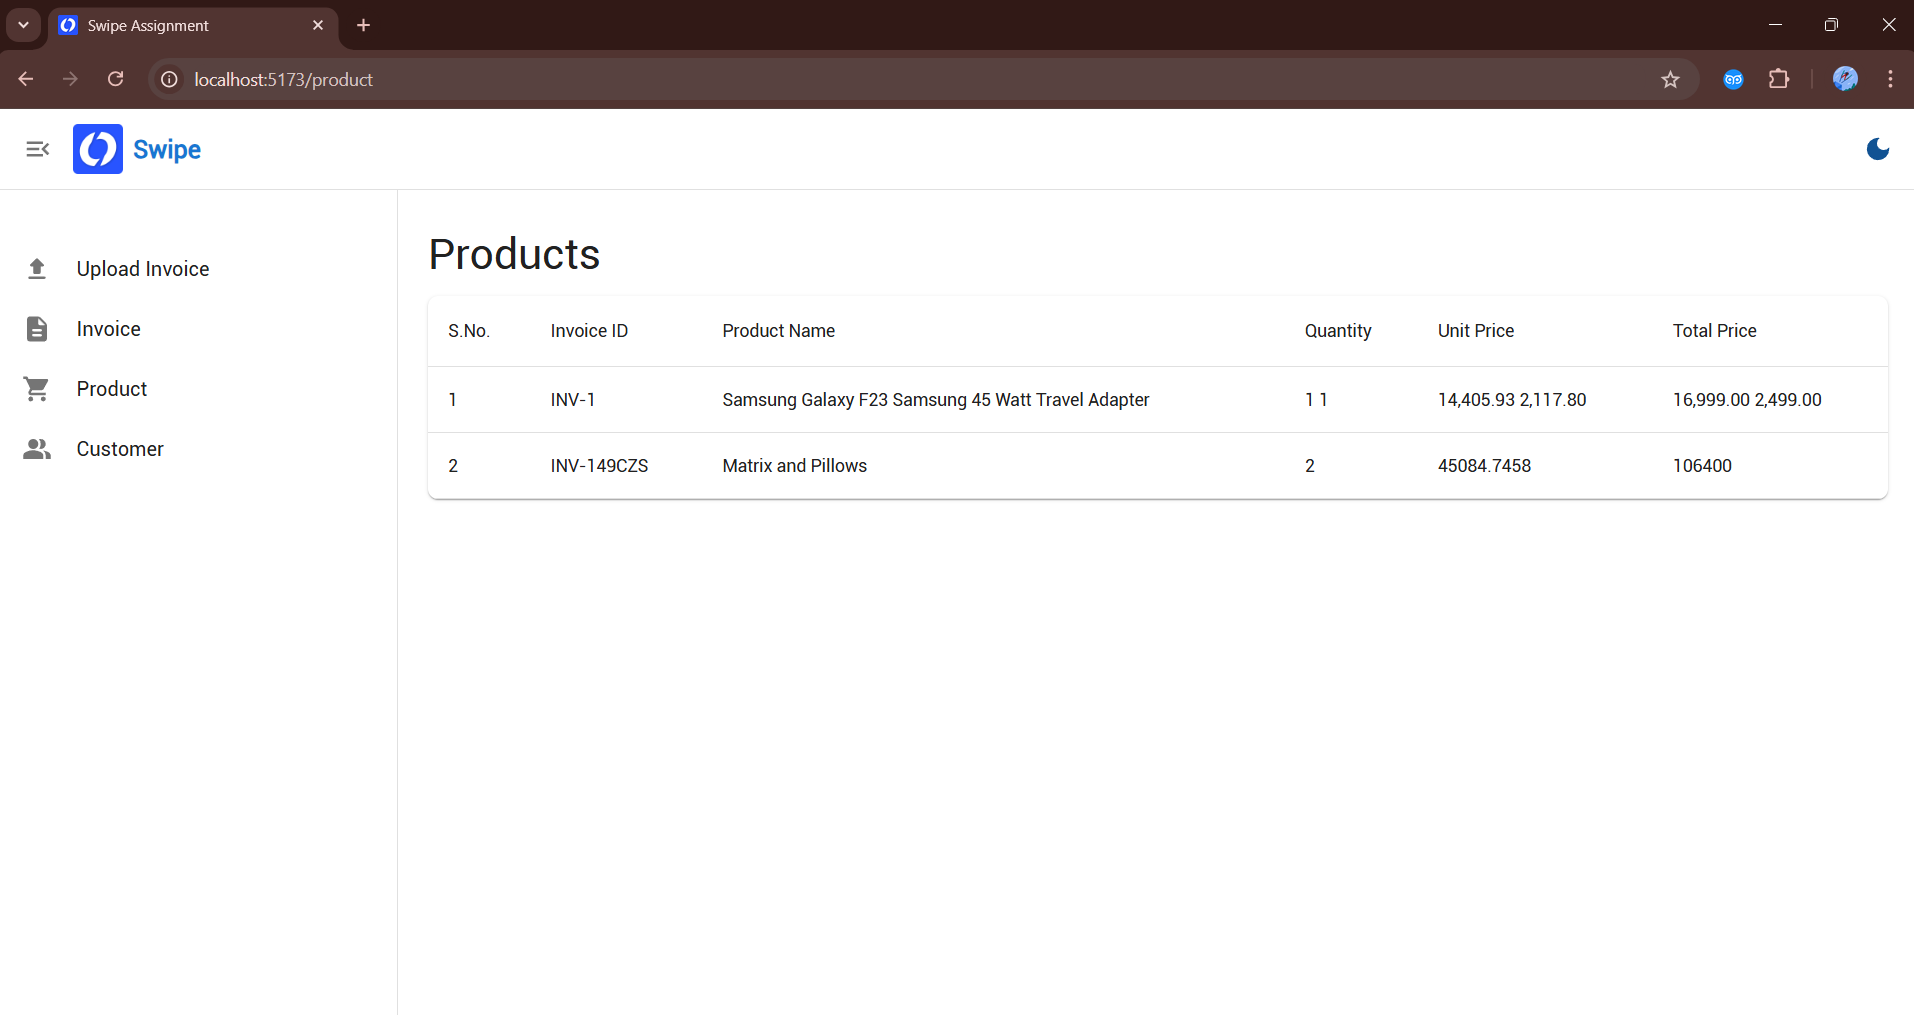 Swipe Assignment
localhost:5173/product
Swipe
Upload Invoice
Invoice
Product
Customer
Products
S.No. Invoice ID Product Name Quantity Unit Price Total Price
1 INV-1 Samsung Galaxy F23 Samsung 45 Watt Travel Adapter 1 1 14,405.93 2,117.80 16,999.00 2,499.00
2 INV-149CZS Matrix and Pillows 2 45084.7458 106400